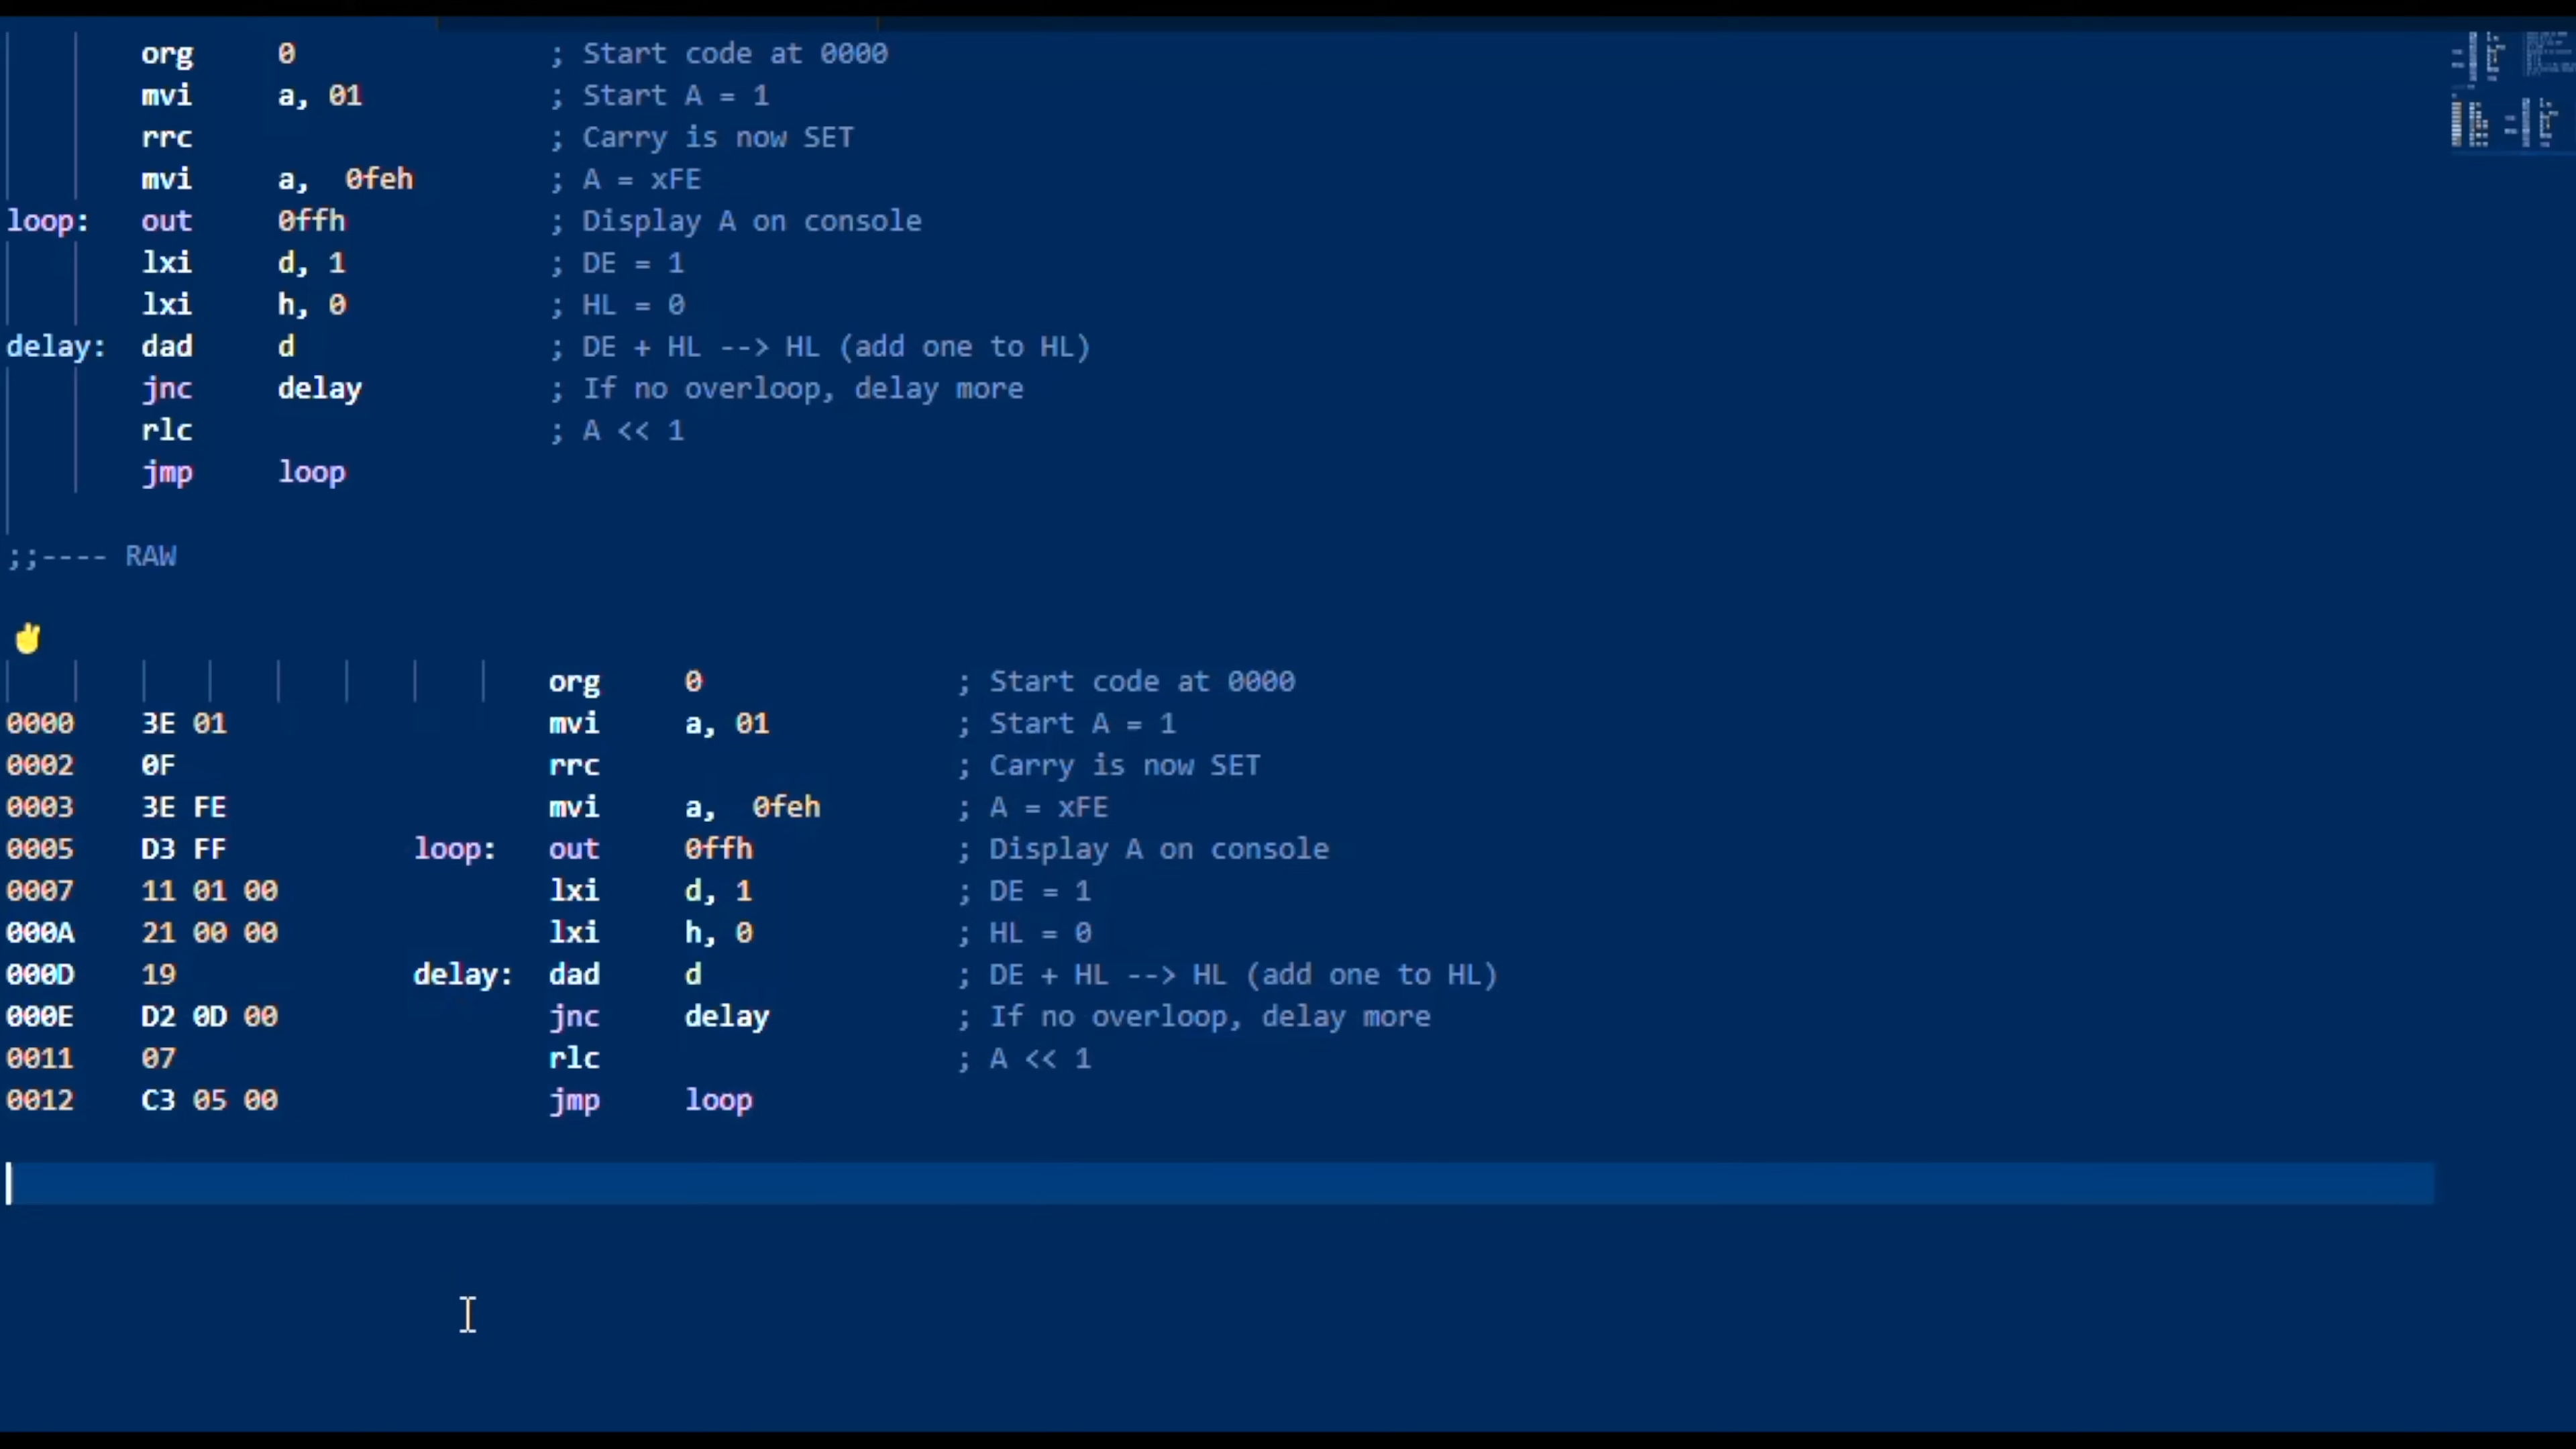 org 0 ; Start code at 0000
mvi a, 01 ; Start A = 1
rrc ; Carry is now SET
mvi a, 0feh ; A = xFE
loop: out 0ffh ; Display A on console
lxi d, 1 ; DE = 1
lxi h, 0 ; HL = 0
delay: dad d ; DE + HL --> HL (add one to HL)
jnc delay ; If no overloop, delay more
rlc ; A << 1
jmp loop
;;---- RAW
✌
org 0 ; Start code at 0000
0000 3E 01 mvi a, 01 ; Start A = 1
0002 0F rrc ; Carry is now SET
0003 3E FE mvi a, 0feh ; A = xFE
0005 D3 FF loop: out 0ffh ; Display A on console
0007 11 01 00 lxi d, 1 ; DE = 1
000A 21 00 00 lxi h, 0 ; HL = 0
000D 19 delay: dad d ; DE + HL --> HL (add one to HL)
000E D2 0D 00 jnc delay ; If no overloop, delay more
0011 07 rlc ; A << 1
0012 C3 05 00 jmp loop